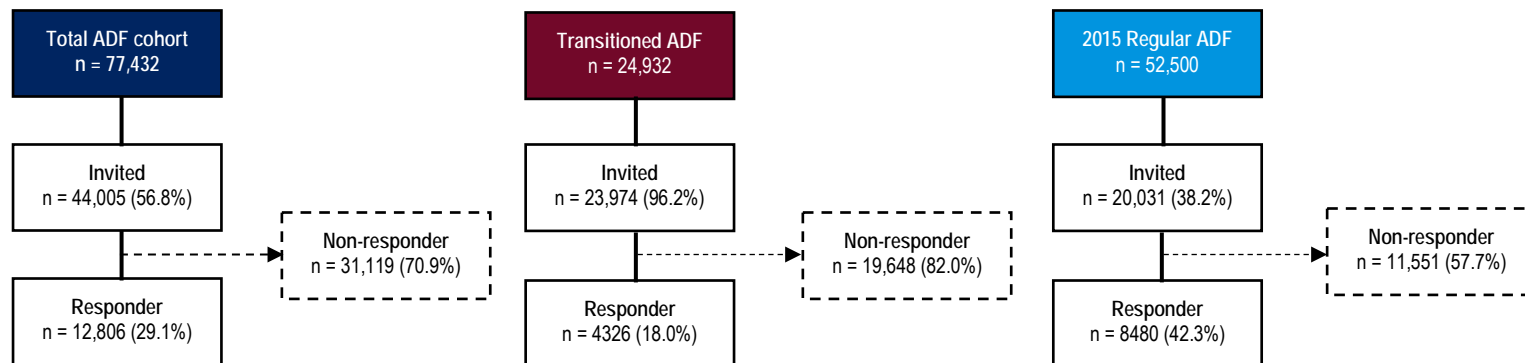 Total ADF cohort
n = 77,432
Invited
n = 44,005 (56.8%)
Non-responder
n = 31,119 (70.9%)
Responder
n = 12,806 (29.1%)
Transitioned ADF
n = 24,932
Invited
n = 23,974 (96.2%)
Non-responder
n = 19,648 (82.0%)
Responder
n = 4326 (18.0%)
2015 Regular ADF
n = 52,500
Invited
n = 20,031 (38.2%)
Non-responder
n = 11,551 (57.7%)
Responder
n = 8480 (42.3%)